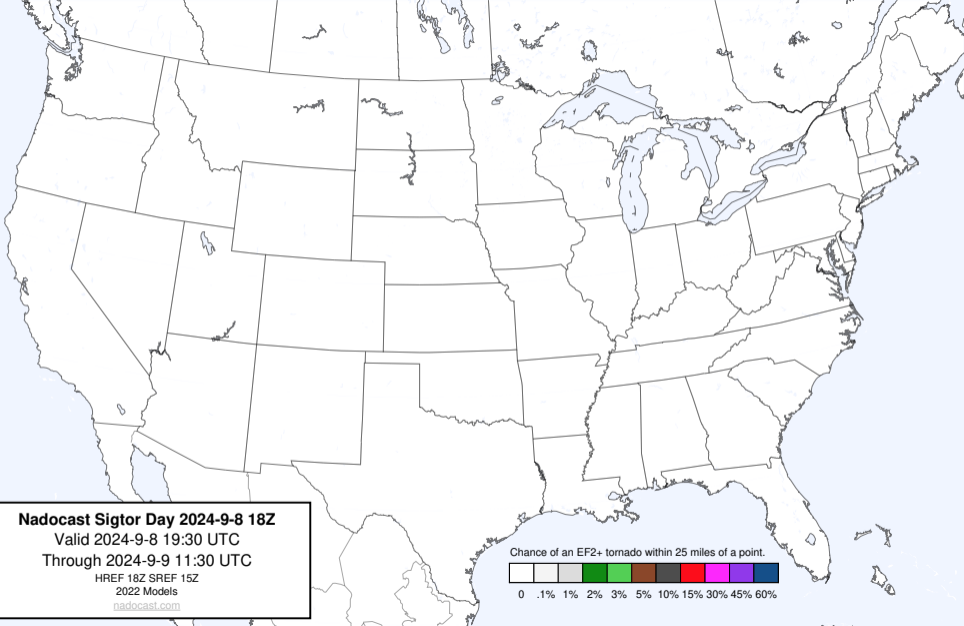 Nadocast Sigtor Day 2024-9-8 18Z
Valid 2024-9-8 19:30 UTC
Through 2024-9-9 11:30 UTC
HREF 18Z SREF 15Z
2022 Models
nadocast.com
Chance of an EF2+ tornado within 25 miles of a point.
0 .1% 1% 2% 3% 5% 10% 15% 30% 45% 60%